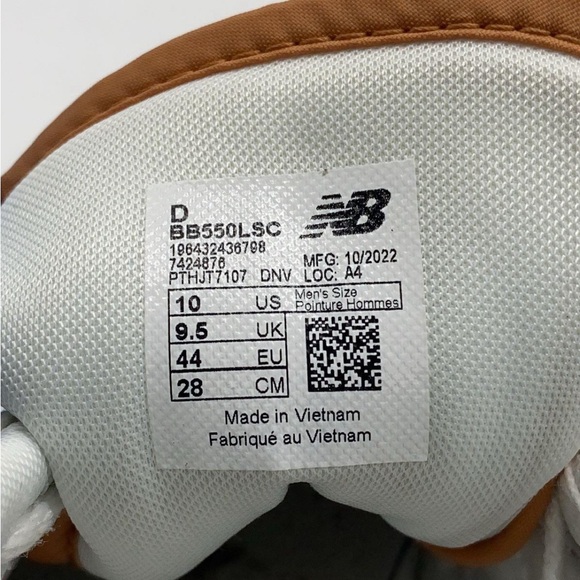 D
NB
BB550LSC
196432436798
7424876 MFG: 10/2022
PTHJT7107 DNV LOC: A4
10 US Men's Size
Pointure Hommes
9.5 UK
44 EU
28 CM
Made in Vietnam
Fabriqué au Vietnam